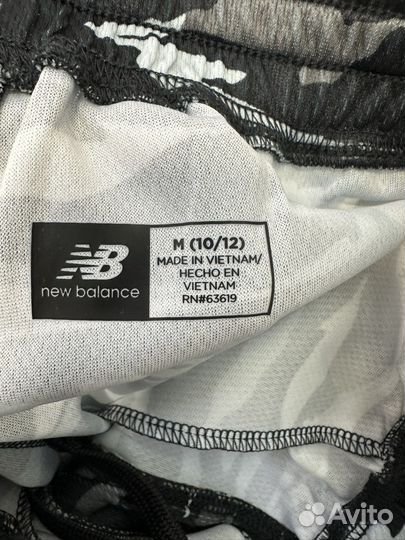 NB
new balance
M (10/12)
MADE IN VIETNAM/
HECHO EN
VIETNAM
RN#63619
Avito